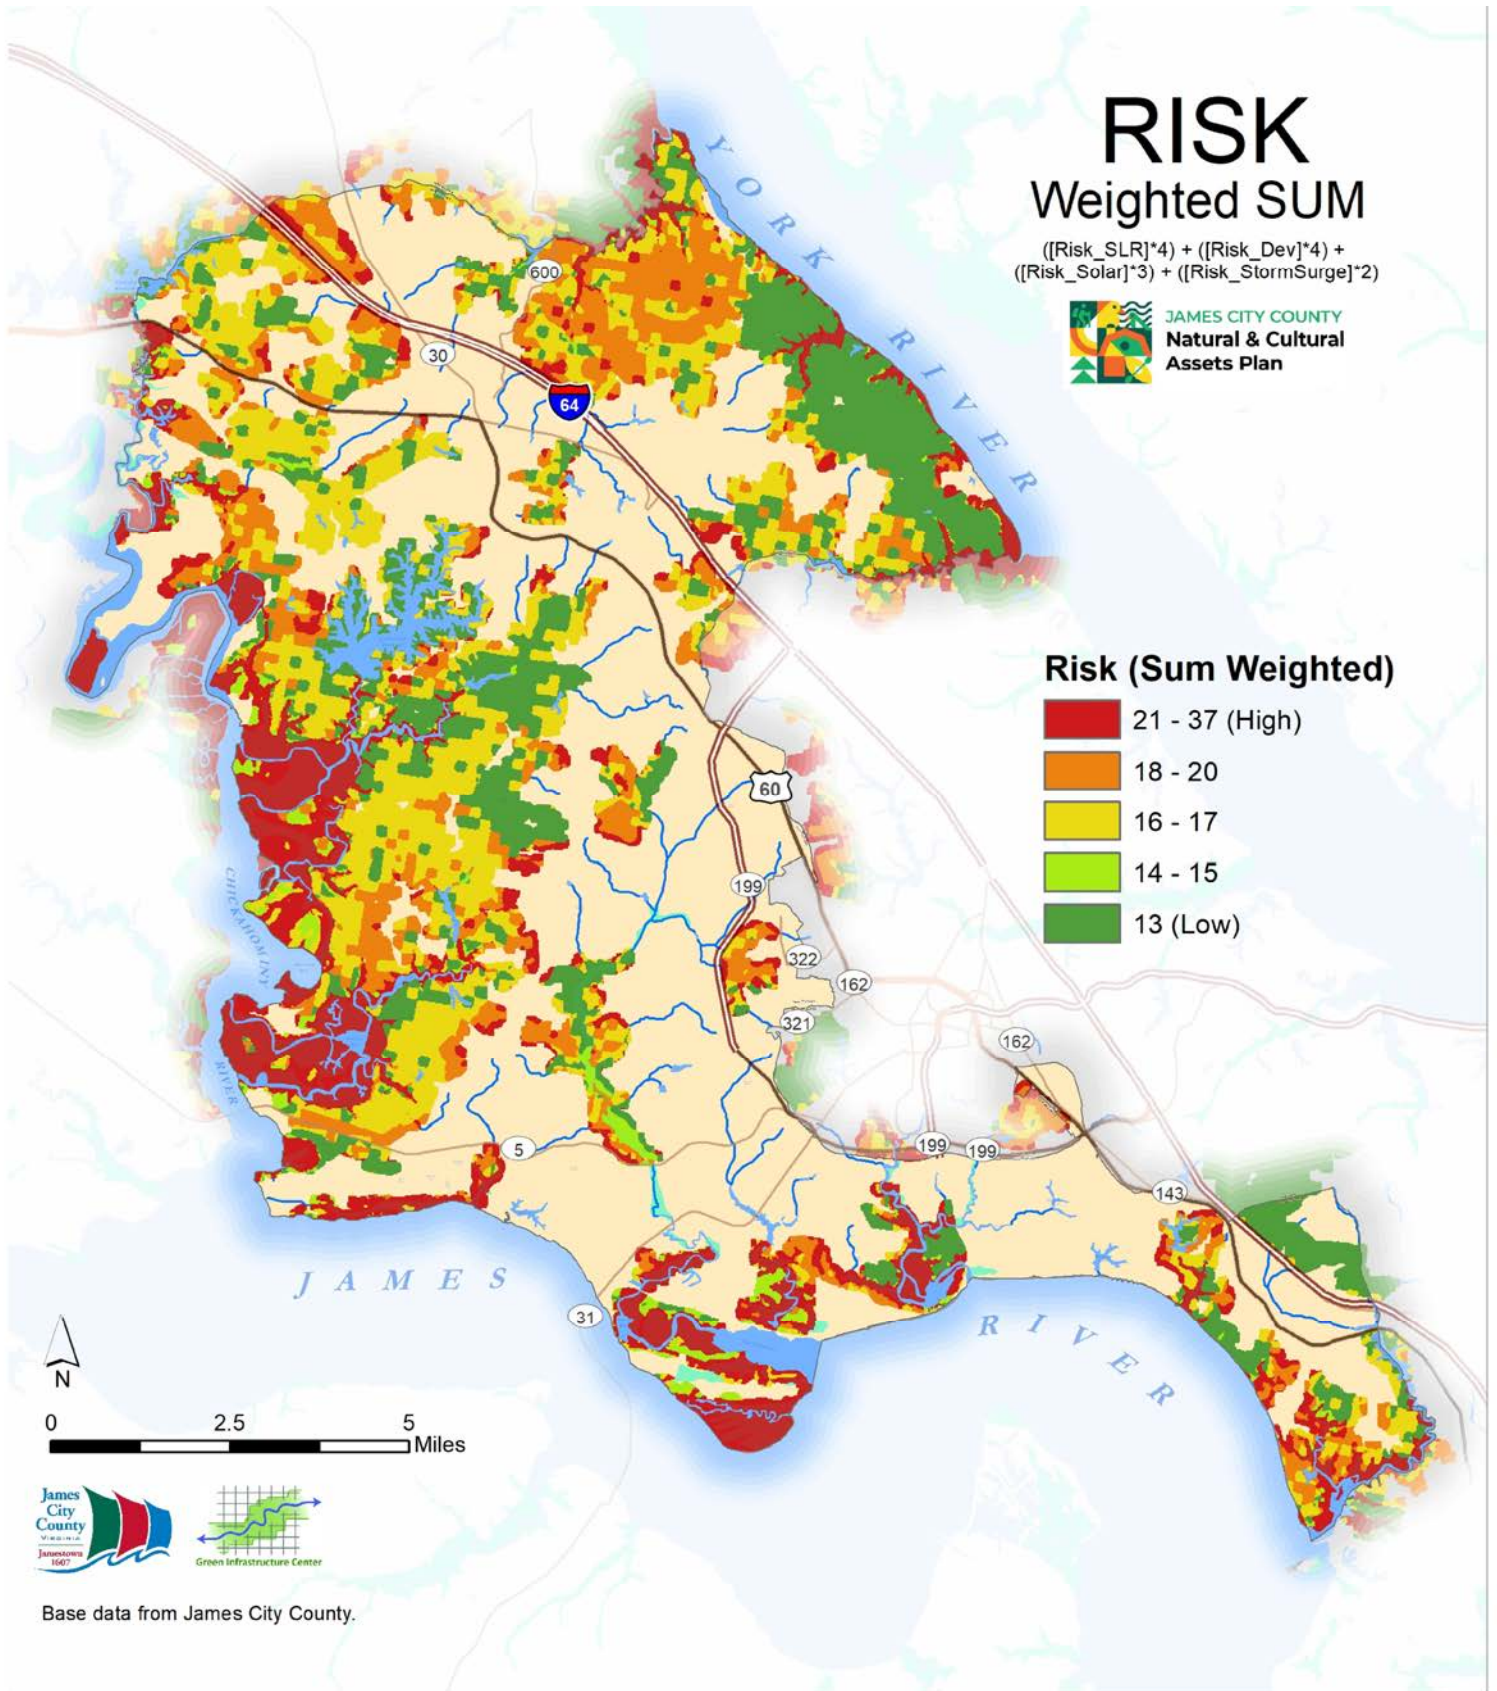 RISK
Weighted SUM
([Risk_SLR]*4) + ([Risk_Dev]*4) +
([Risk_Solar]*3) + ([Risk_StormSurge]*2)
JAMES CITY COUNTY
Natural & Cultural
Assets Plan
YORK RIVER
600
30
64
Risk (Sum Weighted)
21 - 37 (High)
18 - 20
16 - 17
14 - 15
13 (Low)
60
199
322
162
321
CHICKAHOMINY
RIVER
162
5
199
199
143
JAMES RIVER
31
N
0 2.5 5
Miles
James
City
County
VIRGINIA
Jamestown
1607
Green Infrastructure Center
Base data from James City County.